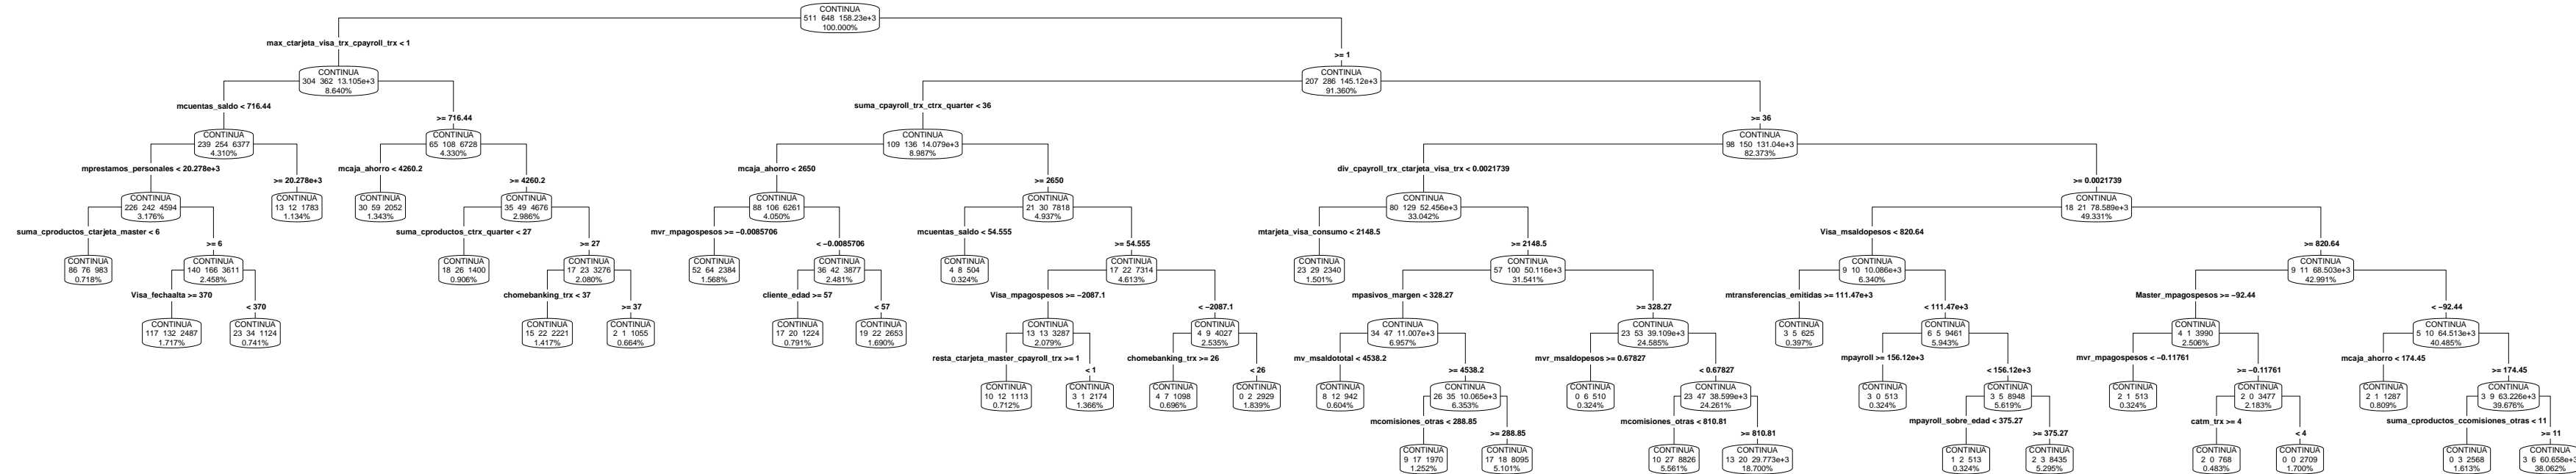 CONTINUA
511 648 158.23e+3
100.000%
max_ctarjeta_visa_trx_cpayroll_trx < 1
>= 1
CONTINUA
304 362 13.105e+3
8.640%
CONTINUA
207 286 145.12e+3
91.360%
mcuentas_saldo < 716.44
>= 716.44
suma_cpayroll_trx_ctrx_quarter < 36
>= 36
CONTINUA
239 254 6377
4.310%
CONTINUA
65 108 6728
4.330%
CONTINUA
109 136 14.079e+3
8.987%
CONTINUA
98 150 131.04e+3
82.373%
mprestamos_personales < 20.278e+3
>= 20.278e+3
mcaja_ahorro < 4260.2
>= 4260.2
mcaja_ahorro < 2650
>= 2650
div_cpayroll_trx_ctarjeta_visa_trx < 0.0021739
>= 0.0021739
CONTINUA
226 242 4594
3.176%
CONTINUA
13 12 1783
1.134%
CONTINUA
30 59 2052
1.343%
CONTINUA
35 49 4676
2.986%
CONTINUA
88 106 6261
4.050%
CONTINUA
21 30 7818
4.937%
CONTINUA
80 129 52.456e+3
33.042%
CONTINUA
18 21 78.589e+3
49.331%
suma_cproductos_ctarjeta_master < 6
>= 6
suma_cproductos_ctrx_quarter < 27
>= 27
mvr_mpagospesos >= −0.0085706
< −0.0085706
mcuentas_saldo < 54.555
>= 54.555
mtarjeta_visa_consumo < 2148.5
>= 2148.5
Visa_msaldopesos < 820.64
>= 820.64
CONTINUA
86 76 983
0.718%
CONTINUA
140 166 3611
2.458%
CONTINUA
18 26 1400
0.906%
CONTINUA
17 23 3276
2.080%
CONTINUA
52 64 2384
1.568%
CONTINUA
36 42 3877
2.481%
CONTINUA
4 8 504
0.324%
CONTINUA
17 22 7314
4.613%
CONTINUA
23 29 2340
1.501%
CONTINUA
57 100 50.116e+3
31.541%
CONTINUA
9 10 10.086e+3
6.340%
CONTINUA
9 11 68.503e+3
42.991%
Visa_fechaalta >= 370
< 370
chomebanking_trx < 37
>= 37
cliente_edad >= 57
< 57
Visa_mpagospesos >= −2087.1
< −2087.1
mpasivos_margen < 328.27
>= 328.27
mtransferencias_emitidas >= 111.47e+3
< 111.47e+3
Master_mpagospesos >= −92.44
< −92.44
CONTINUA
117 132 2487
1.717%
CONTINUA
23 34 1124
0.741%
CONTINUA
15 22 2221
1.417%
CONTINUA
2 1 1055
0.664%
CONTINUA
17 20 1224
0.791%
CONTINUA
19 22 2653
1.690%
CONTINUA
13 13 3287
2.079%
CONTINUA
4 9 4027
2.535%
CONTINUA
34 47 11.007e+3
6.957%
CONTINUA
23 53 39.109e+3
24.585%
CONTINUA
3 5 625
0.397%
CONTINUA
6 5 9461
5.943%
CONTINUA
4 1 3990
2.506%
CONTINUA
5 10 64.513e+3
40.485%
resta_ctarjeta_master_cpayroll_trx >= 1
< 1
chomebanking_trx >= 26
< 26
mv_msaldototal < 4538.2
>= 4538.2
mvr_msaldopesos >= 0.67827
< 0.67827
mpayroll >= 156.12e+3
< 156.12e+3
mvr_mpagospesos < −0.11761
>= −0.11761
mcaja_ahorro < 174.45
>= 174.45
CONTINUA
10 12 1113
0.712%
CONTINUA
3 1 2174
1.366%
CONTINUA
4 7 1098
0.696%
CONTINUA
0 2 2929
1.839%
CONTINUA
8 12 942
0.604%
CONTINUA
26 35 10.065e+3
6.353%
CONTINUA
0 6 510
0.324%
CONTINUA
23 47 38.599e+3
24.261%
CONTINUA
3 0 513
0.324%
CONTINUA
3 5 8948
5.619%
CONTINUA
2 1 513
0.324%
CONTINUA
2 0 3477
2.183%
CONTINUA
2 1 1287
0.809%
CONTINUA
3 9 63.226e+3
39.676%
mcomisiones_otras < 288.85
>= 288.85
mcomisiones_otras < 810.81
>= 810.81
mpayroll_sobre_edad < 375.27
>= 375.27
catm_trx >= 4
< 4
suma_cproductos_ccomisiones_otras < 11
>= 11
CONTINUA
9 17 1970
1.252%
CONTINUA
17 18 8095
5.101%
CONTINUA
10 27 8826
5.561%
CONTINUA
13 20 29.773e+3
18.700%
CONTINUA
1 2 513
0.324%
CONTINUA
2 3 8435
5.295%
CONTINUA
2 0 768
0.483%
CONTINUA
0 0 2709
1.700%
CONTINUA
0 3 2568
1.613%
CONTINUA
3 6 60.658e+3
38.062%